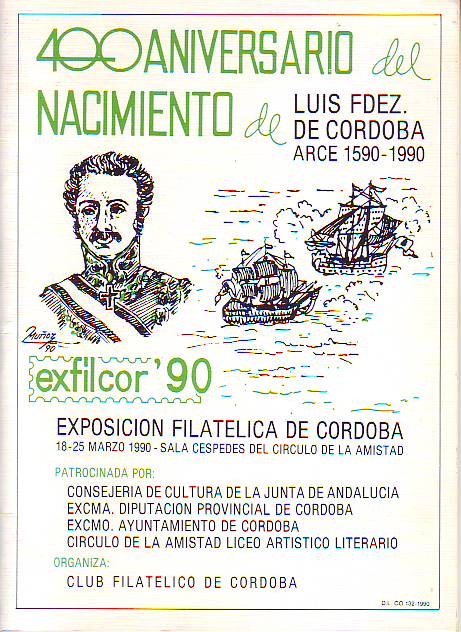 400 ANIVERSARIO del
NACIMIENTO de
LUIS FDEZ.
DE CORDOBA
ARCE 1590-1990
Muñoz
90
exfilcor '90
EXPOSICION FILATELICA DE CORDOBA
18-25 MARZO 1990 - SALA CESPEDES DEL CIRCULO DE LA AMISTAD
PATROCINADA POR:
CONSEJERIA DE CULTURA DE LA JUNTA DE ANDALUCIA
EXCMA. DIPUTACION PROVINCIAL DE CORDOBA
EXCMO. AYUNTAMIENTO DE CORDOBA
CIRCULO DE LA AMISTAD LICEO ARTISTICO LITERARIO
ORGANIZA:
CLUB FILATELICO DE CORDOBA
D.L. CO 132-1990